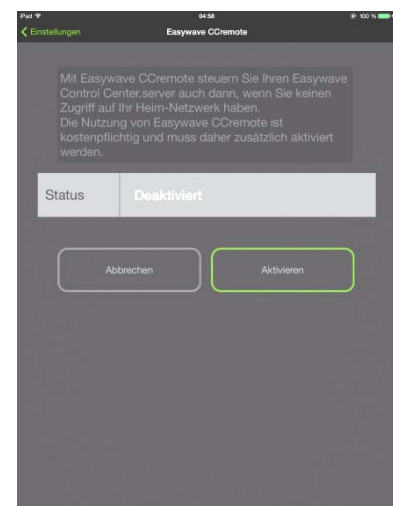 iPad 04:58 100 %
Einstellungen Easywave CCremote
Mit Easywave CCremote steuern Sie Ihren Easywave
Control Center.server auch dann, wenn Sie keinen
Zugriff auf Ihr Heim-Netzwerk haben.
Die Nutzung von Easywave CCremote ist
kostenpflichtig und muss daher zusätzlich aktiviert
werden.
Status Deaktiviert
Abbrechen Aktivieren